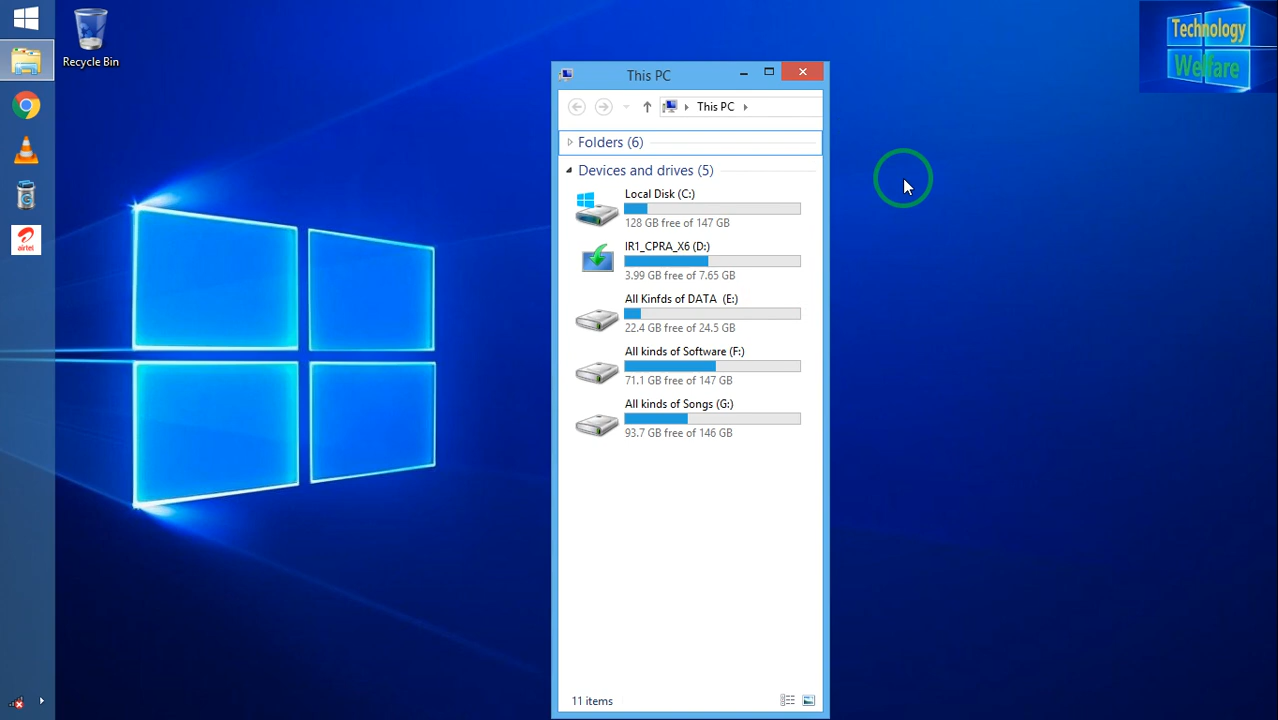 Recycle Bin
Technology
Welfare
airtel
This PC
This PC
Folders (6)
Devices and drives (5)
Local Disk (C:)
128 GB free of 147 GB
IR1_CPRA_X6 (D:)
3.99 GB free of 7.65 GB
All Kinfds of DATA (E:)
22.4 GB free of 24.5 GB
All kinds of Software (F:)
71.1 GB free of 147 GB
All kinds of Songs (G:)
93.7 GB free of 146 GB
11 items